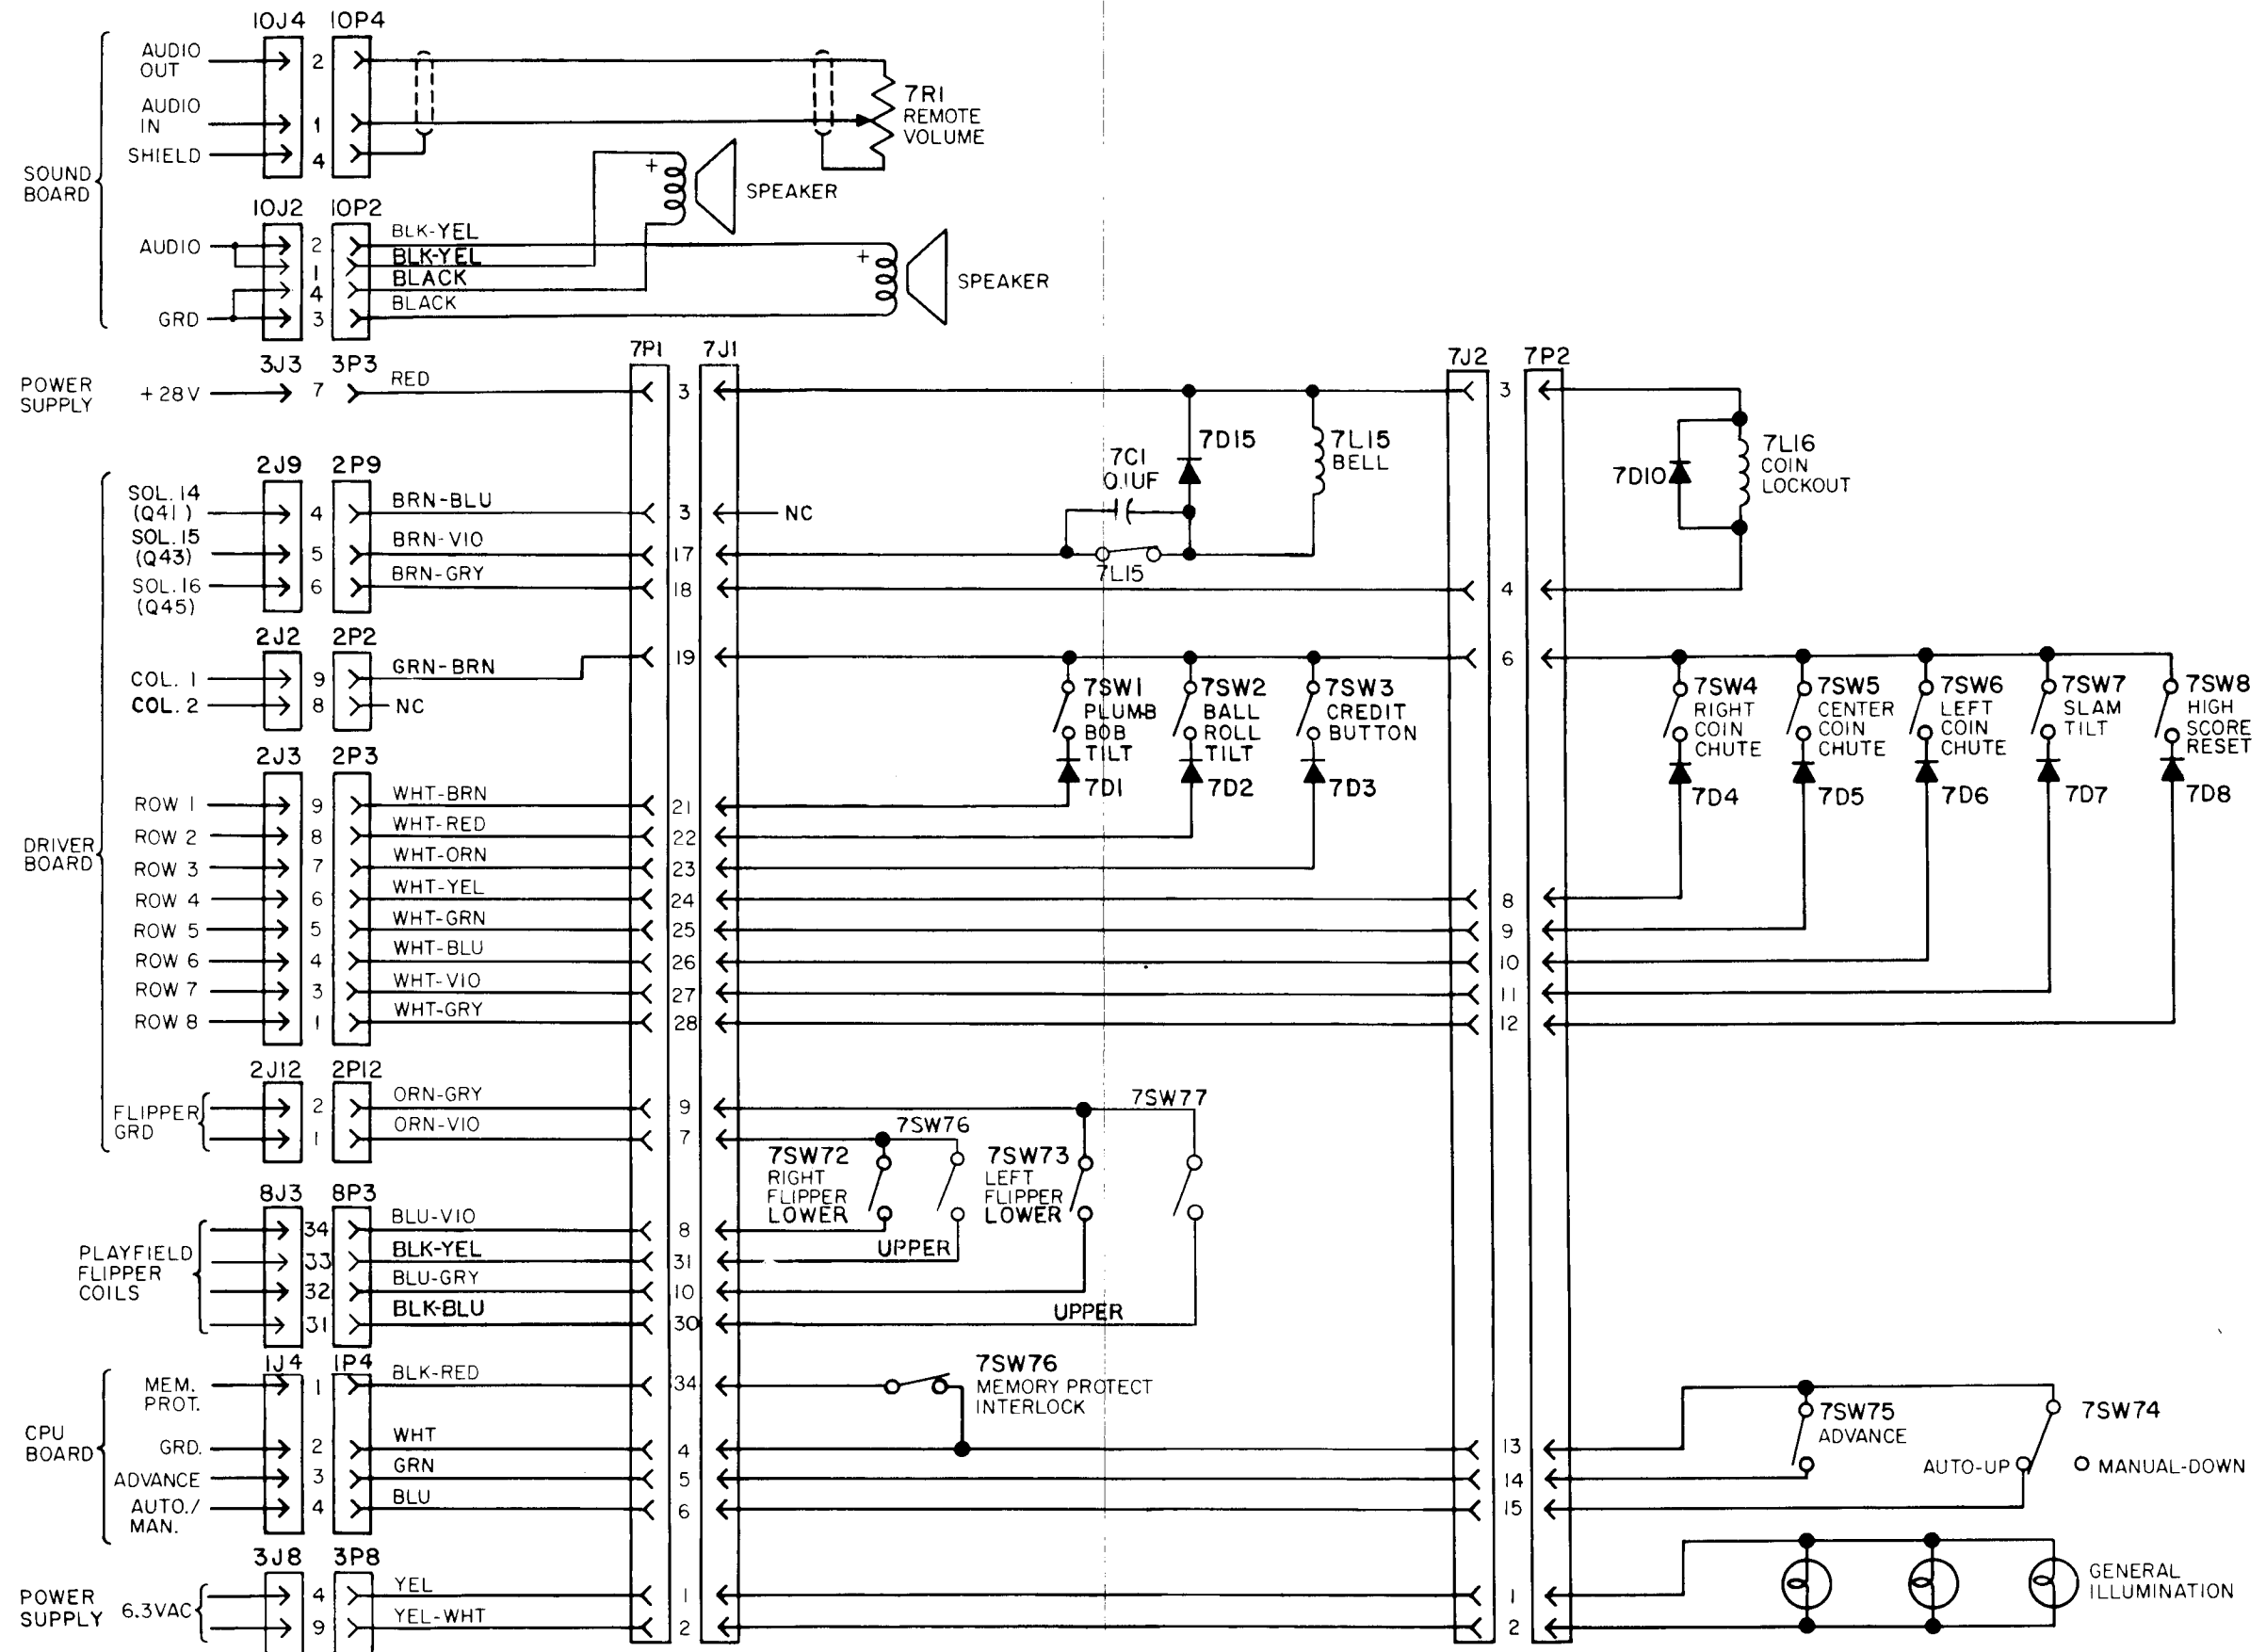 10J4 10P4
AUDIO
OUT
2
AUDIO
IN
1
SHIELD
4
7R1
REMOTE
VOLUME
SOUND
BOARD
+
SPEAKER
10J2 10P2
AUDIO
2
BLK-YEL
1
BLK-YEL
4
BLACK
GRD
3
BLACK
+
SPEAKER
POWER
SUPPLY
3J3 3P3
+28V
7
RED
7P1 7J1
3
7J2 7P2
3
7D15
7L15
BELL
7C1
0.1UF
7L15
7D10
7L16
COIN
LOCKOUT
DRIVER
BOARD
2J9 2P9
SOL. 14
(Q41)
4
BRN-BLU
3
NC
SOL. 15
(Q43)
5
BRN-VIO
17
SOL. 16
(Q45)
6
BRN-GRY
18
4
2J2 2P2
COL. 1
9
GRN-BRN
19
6
COL. 2
8
NC
7SW1
PLUMB
BOB
TILT
7D1
7SW2
BALL
ROLL
TILT
7D2
7SW3
CREDIT
BUTTON
7D3
7SW4
RIGHT
COIN
CHUTE
7D4
7SW5
CENTER
COIN
CHUTE
7D5
7SW6
LEFT
COIN
CHUTE
7D6
7SW7
SLAM
TILT
7D7
7SW8
HIGH
SCORE
RESET
7D8
2J3 2P3
ROW 1 9 WHT-BRN 21
ROW 2 8 WHT-RED 22
ROW 3 7 WHT-ORN 23
ROW 4 6 WHT-YEL 24 8
ROW 5 5 WHT-GRN 25 9
ROW 6 4 WHT-BLU 26 10
ROW 7 3 WHT-VIO 27 11
ROW 8 1 WHT-GRY 28 12
2J12 2P12
FLIPPER
GRD
2 ORN-GRY 9
1 ORN-VIO 7
7SW77
7SW76
7SW72
RIGHT
FLIPPER
LOWER
7SW73
LEFT
FLIPPER
LOWER
UPPER
UPPER
8J3 8P3
PLAYFIELD
FLIPPER
COILS
34 BLU-VIO 8
33 BLK-YEL 31
32 BLU-GRY 10
31 BLK-BLU 30
CPU
BOARD
1J4 1P4
MEM.
PROT.
1 BLK-RED 34
7SW76
MEMORY PROTECT
INTERLOCK
GRD. 2 WHT 4 13
ADVANCE 3 GRN 5 14
AUTO./
MAN.
4 BLU 6 15
7SW75
ADVANCE
7SW74
AUTO-UP
MANUAL-DOWN
3J8 3P8
POWER
SUPPLY
6.3VAC
4 YEL 1 1
9 YEL-WHT 2 2
GENERAL
ILLUMINATION